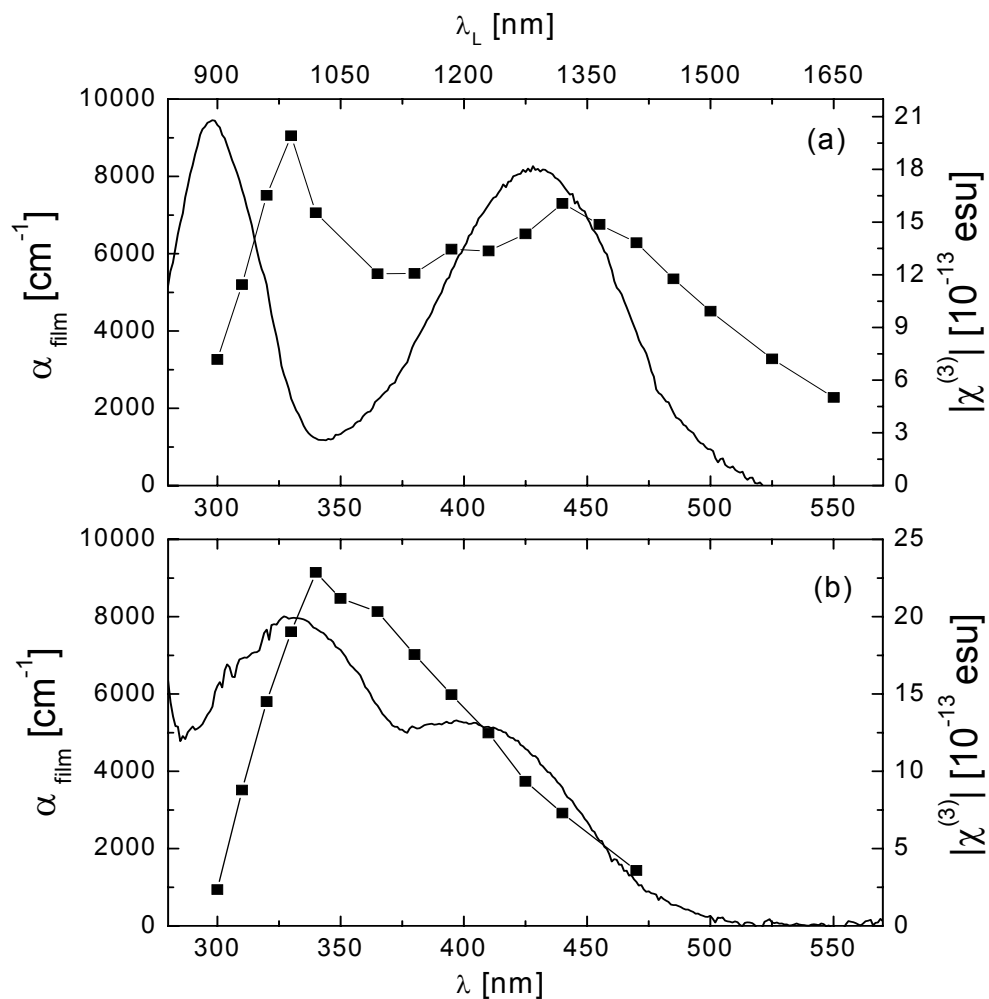 λL [nm]
900 1050 1200 1350 1500 1650
10000 8000 6000 4000 2000 0
α film [cm-1]
(a)
21 18 15 12 9 6 3 0
|χ(3)| [10-13 esu]
300 350 400 450 500 550
10000 8000 6000 4000 2000 0
α film [cm-1]
(b)
25 20 15 10 5 0
|χ(3)| [10-13 esu]
300 350 400 450 500 550
λ [nm]